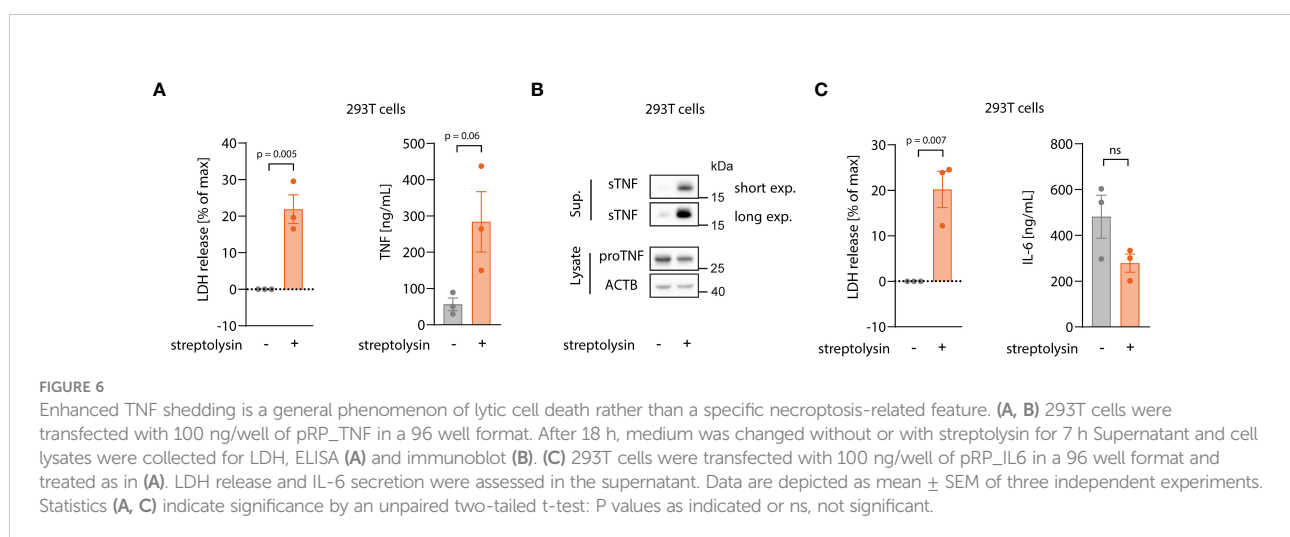 A
293T cells
LDH release [% of max]
40
30
20
10
0
-10
p = 0.005
streptolysin - +
TNF [ng/mL]
500
400
300
200
100
0
p = 0.06
streptolysin - +
B
293T cells
kDa
Sup.
sTNF 15 short exp.
sTNF 15 long exp.
Lysate
proTNF 25
ACTB 40
streptolysin - +
C
293T cells
LDH release [% of max]
30
20
10
0
-10
p = 0.007
streptolysin - +
IL-6 [ng/mL]
800
600
400
200
0
ns
streptolysin - +
FIGURE 6
Enhanced TNF shedding is a general phenomenon of lytic cell death rather than a specific necroptosis-related feature. (A, B) 293T cells were
transfected with 100 ng/well of pRP_TNF in a 96 well format. After 18 h, medium was changed without or with streptolysin for 7 h Supernatant and cell
lysates were collected for LDH, ELISA (A) and immunoblot (B). (C) 293T cells were transfected with 100 ng/well of pRP_IL6 in a 96 well format and
treated as in (A). LDH release and IL-6 secretion were assessed in the supernatant. Data are depicted as mean ± SEM of three independent experiments.
Statistics (A, C) indicate significance by an unpaired two-tailed t-test: P values as indicated or ns, not significant.